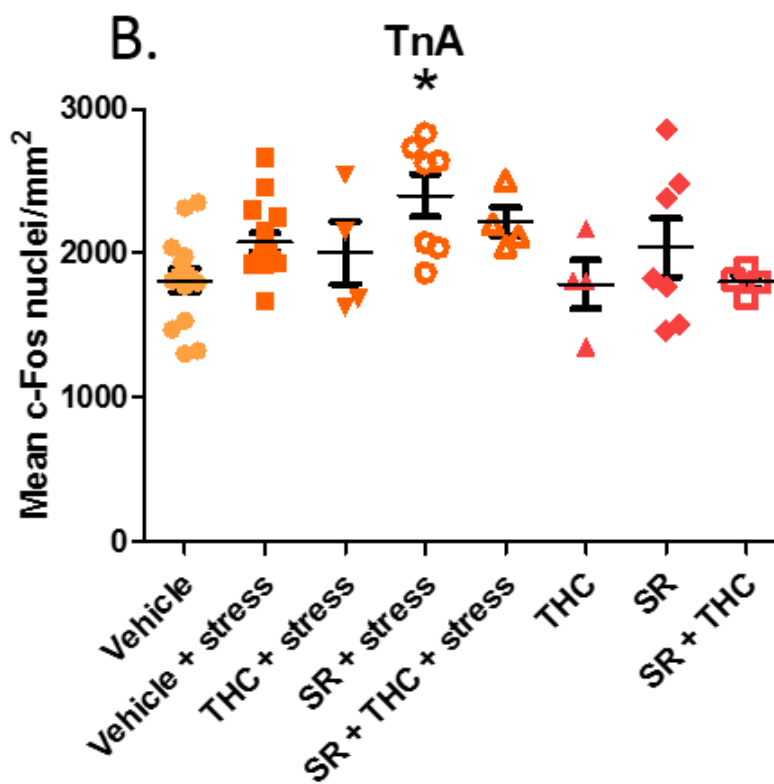 B.
TnA
*
3000
2000
1000
0
Mean c-Fos nuclei/mm²
Vehicle
Vehicle + stress
THC + stress
SR + stress
SR + THC + stress
THC
SR
SR + THC